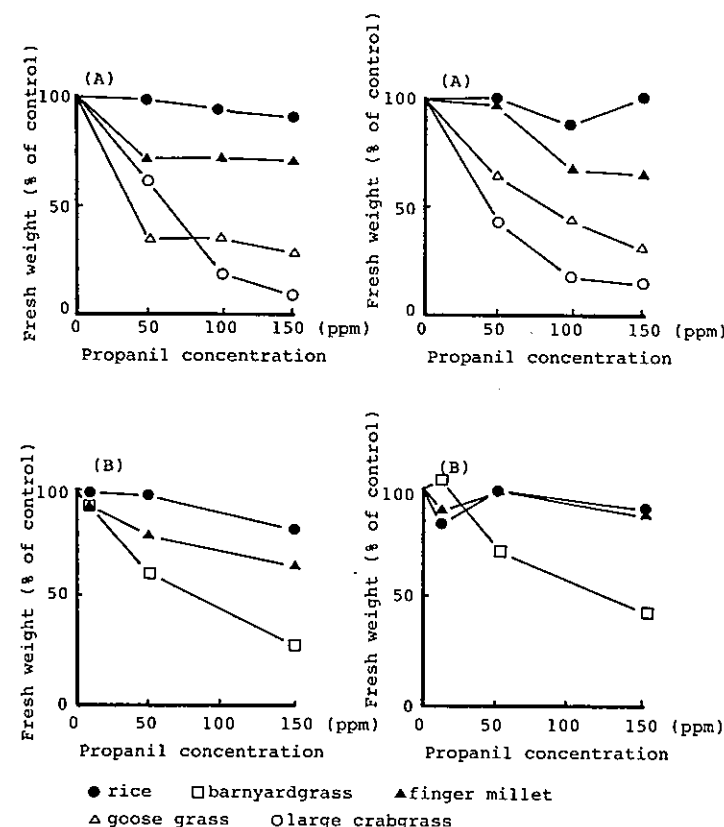 Fresh weight (% of control)
(A)
100
50
0
0 50 100 150 (ppm)
Propanil concentration
Fresh weight (% of control)
(A)
100
50
0
0 50 100 150 (ppm)
Propanil concentration
Fresh weight (% of control)
(B)
100
50
0
0 50 100 150 (ppm)
Propanil concentration
Fresh weight (% of control)
(B)
100
50
0
0 50 100 150 (ppm)
Propanil concentration
rice barnyardgrass finger millet
goose grass large crabgrass